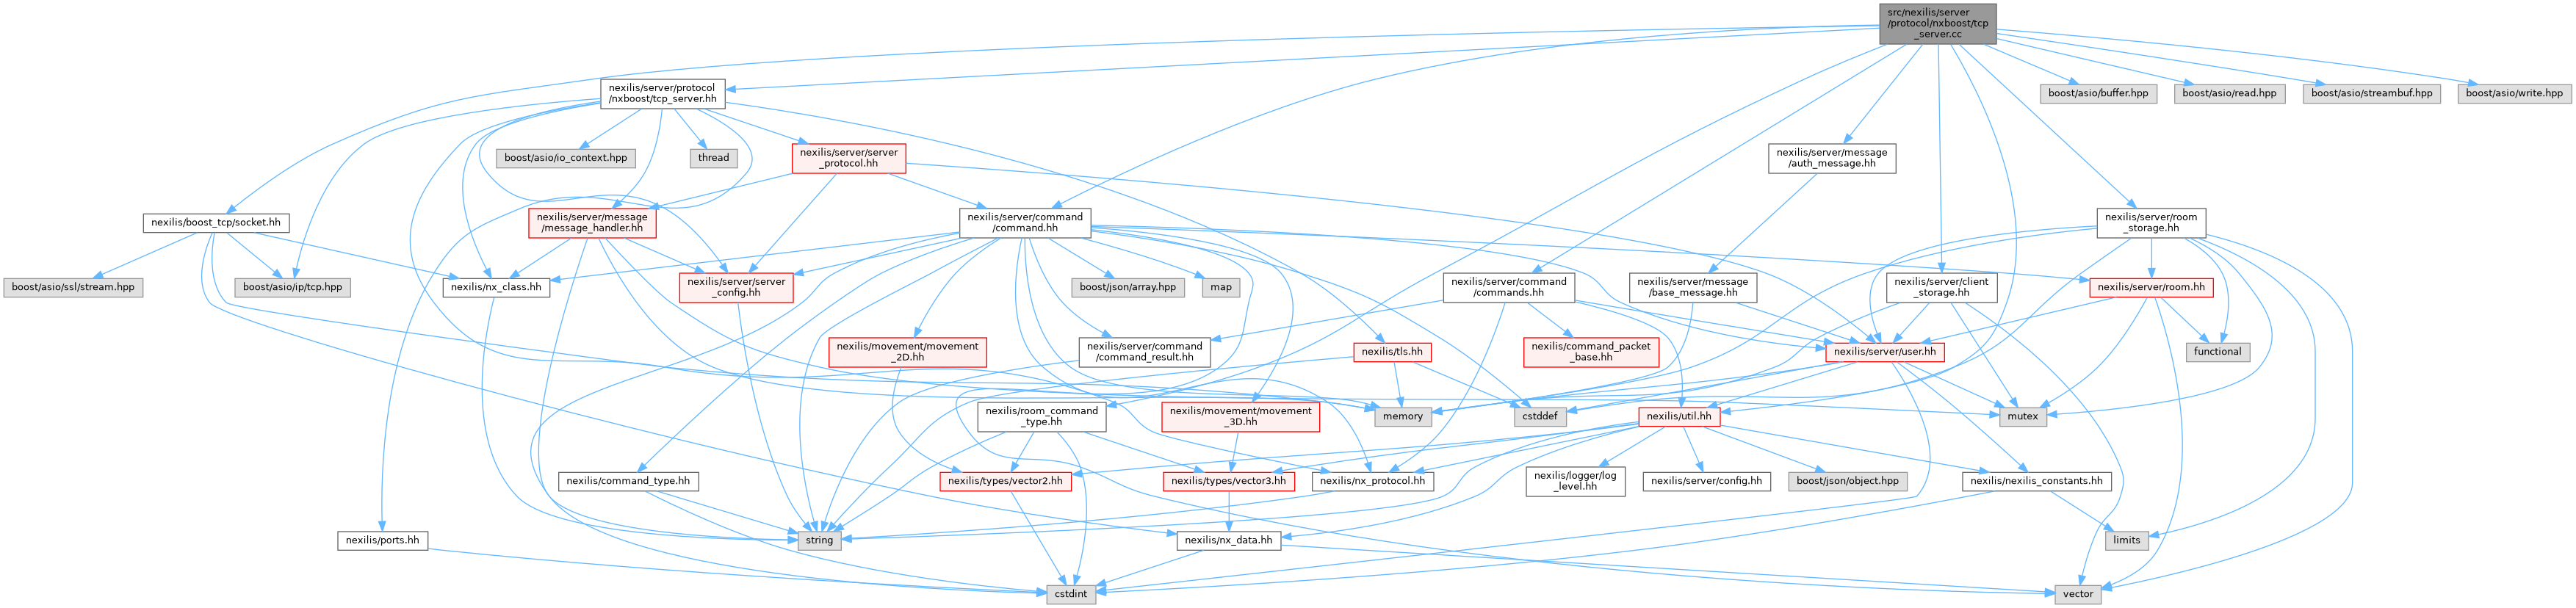 src/nexilis/server
/protocol/nxboost/tcp
_server.cc
nexilis/server/protocol
/nxboost/tcp_server.hh
boost/asio/buffer.hpp
boost/asio/read.hpp
boost/asio/streambuf.hpp
boost/asio/write.hpp
boost/asio/io_context.hpp
thread
nexilis/server/server
_protocol.hh
nexilis/server/message
/auth_message.hh
nexilis/boost_tcp/socket.hh
nexilis/server/message
/message_handler.hh
nexilis/server/command
/command.hh
nexilis/server/room
_storage.hh
boost/asio/ssl/stream.hpp
boost/asio/ip/tcp.hpp
nexilis/nx_class.hh
nexilis/server/server
_config.hh
boost/json/array.hpp
map
nexilis/server/command
/commands.hh
nexilis/server/message
/base_message.hh
nexilis/server/client
_storage.hh
nexilis/server/room.hh
nexilis/movement/movement
_2D.hh
nexilis/server/command
/command_result.hh
nexilis/tls.hh
nexilis/command_packet
_base.hh
nexilis/server/user.hh
functional
nexilis/room_command
_type.hh
nexilis/movement/movement
_3D.hh
memory
cstddef
nexilis/util.hh
mutex
nexilis/command_type.hh
nexilis/types/vector2.hh
nexilis/types/vector3.hh
nexilis/nx_protocol.hh
nexilis/logger/log
_level.hh
nexilis/server/config.hh
boost/json/object.hpp
nexilis/nexilis_constants.hh
nexilis/ports.hh
string
nexilis/nx_data.hh
limits
cstdint
vector